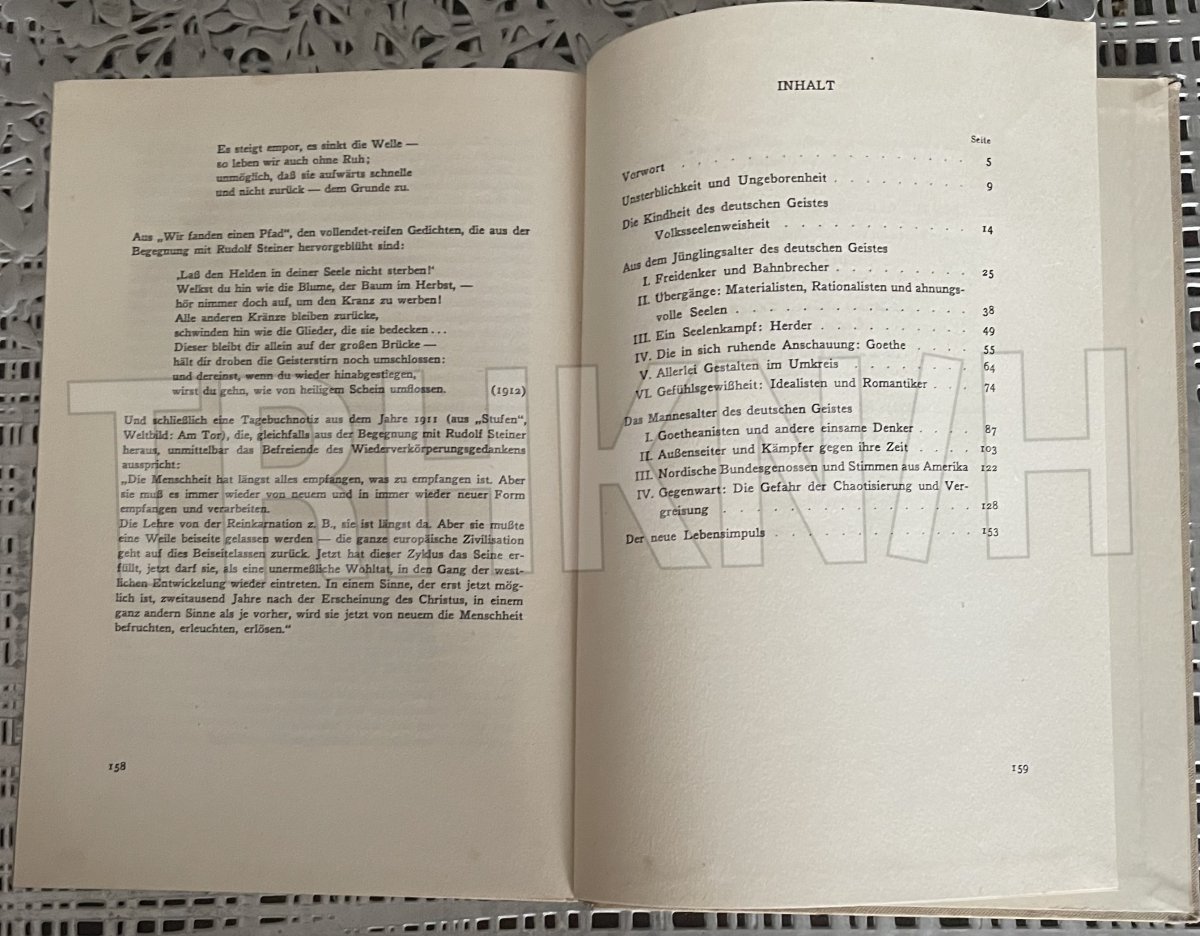 Es steigt empor, es sinkt die Welle —
so leben wir auch ohne Ruh;
unmöglich, daß sie aufwärts schnelle
und nicht zurück — dem Grunde zu.
Aus „Wir fanden einen Pfad“, den vollendet-reifen Gedichten, die aus der
Begegnung mit Rudolf Steiner hervorgeblüht sind:
‚Laß den Helden in deiner Seele nicht sterben!‘
Welkst du hin wie die Blume, der Baum im Herbst, —
hör nimmer doch auf, um den Kranz zu werben!
Alle anderen Kränze bleiben zurücke,
schwinden hin wie die Glieder, die sie bedecken...
Dieser bleibt dir allein auf der großen Brücke —
hält dir droben die Geisterstirn noch umschlossen:
und dereinst, wenn du wieder hinabgestiegen,
wirst du gehn, wie von heiligem Schein umflossen. (1912)
Und schließlich eine Tagebuchnotiz aus dem Jahre 1911 (aus „Stufen“,
Weltbild: Am Tor), die, gleichfalls aus der Begegnung mit Rudolf Steiner
heraus, unmittelbar das Befreiende des Wiederverkörperungsgedankens
ausspricht:
„Die Menschheit hat längst alles empfangen, was zu empfangen ist. Aber
sie muß es immer wieder von neuem und in immer wieder neuer Form
empfangen und verarbeiten.
Die Lehre von der Reinkarnation z. B., sie ist längst da. Aber sie mußte
eine Weile beiseite gelassen werden — die ganze europäische Zivilisation
geht auf dies Beiseitelassen zurück. Jetzt hat dieser Zyklus das Seine er-
füllt, jetzt darf sie, als eine unermeßliche Wohltat, in den Gang der west-
lichen Entwickelung wieder eintreten. In einem Sinne, der erst jetzt mög-
lich ist, zweitausend Jahre nach der Erscheinung des Christus, in einem
ganz andern Sinne als je vorher, wird sie jetzt von neuem die Menschheit
befruchten, erleuchten, erlösen.“
158
INHALT
Seite
Vorwort . . . . . . . . . . . . . . . . 5
Unsterblichkeit und Ungeborenheit . . . . . . . . 9
Die Kindheit des deutschen Geistes
Volksseelenweisheit . . . . . . . . . . . 14
Aus dem Jünglingsalter des deutschen Geistes
I. Freidenker und Bahnbrecher . . . . . . . . . 25
II. Übergänge: Materialisten, Rationalisten und ahnungs-
volle Seelen . . . . . . . . . . . . . 38
III. Ein Seelenkampf: Herder . . . . . . . . . 49
IV. Die in sich ruhende Anschauung: Goethe . . . . 55
V. Allerlei Gestalten im Umkreis . . . . . . . 64
VI. Gefühlsgewißheit: Idealisten und Romantiker . . . 74
Das Mannesalter des deutschen Geistes
I. Goetheanisten und andere einsame Denker . . . . 87
II. Außenseiter und Kämpfer gegen ihre Zeit . . . . 103
III. Nordische Bundesgenossen und Stimmen aus Amerika 122
IV. Gegenwart: Die Gefahr der Chaotisierung und Ver-
greisung . . . . . . . . . . . . . . 128
Der neue Lebensimpuls . . . . . . . . . . . . 153
159